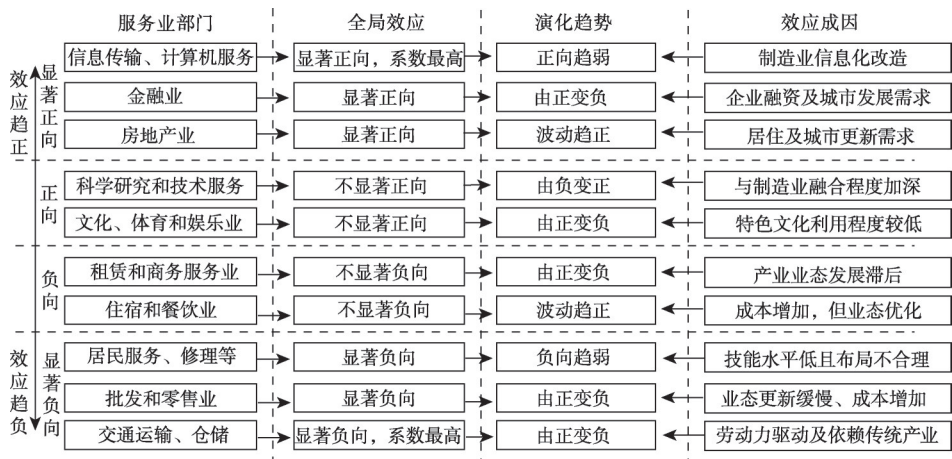 服务业部门 全局效应 演化趋势 效应成因
效应趋正
效应趋负
显著正向
信息传输、计算机服务 显著正向，系数最高 正向趋弱 制造业信息化改造
金融业 显著正向 由正变负 企业融资及城市发展需求
房地产业 显著正向 波动趋正 居住及城市更新需求
正向
科学研究和技术服务 不显著正向 由负变正 与制造业融合程度加深
文化、体育和娱乐业 不显著正向 由正变负 特色文化利用程度较低
负向
租赁和商务服务业 不显著负向 由正变负 产业业态发展滞后
住宿和餐饮业 不显著负向 波动趋正 成本增加，但业态优化
显著负向
居民服务、修理等 显著负向 负向趋弱 技能水平低且布局不合理
批发和零售业 显著负向 由正变负 业态更新缓慢、成本增加
交通运输、仓储 显著负向，系数最高 由正变负 劳动力驱动及依赖传统产业